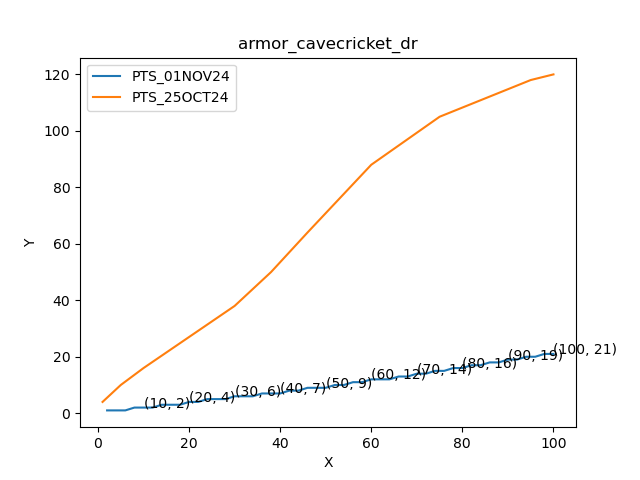 armor_cavecricket_dr
PTS_01NOV24
PTS_25OCT24
120
100
80
60
40
20
0
Y
(10, 2)
(20, 4)
(30, 6)
(40, 7)
(50, 9)
(60, 12)
(70, 14)
(80, 16)
(90, 19)
(100, 21)
0 20 40 60 80 100
X